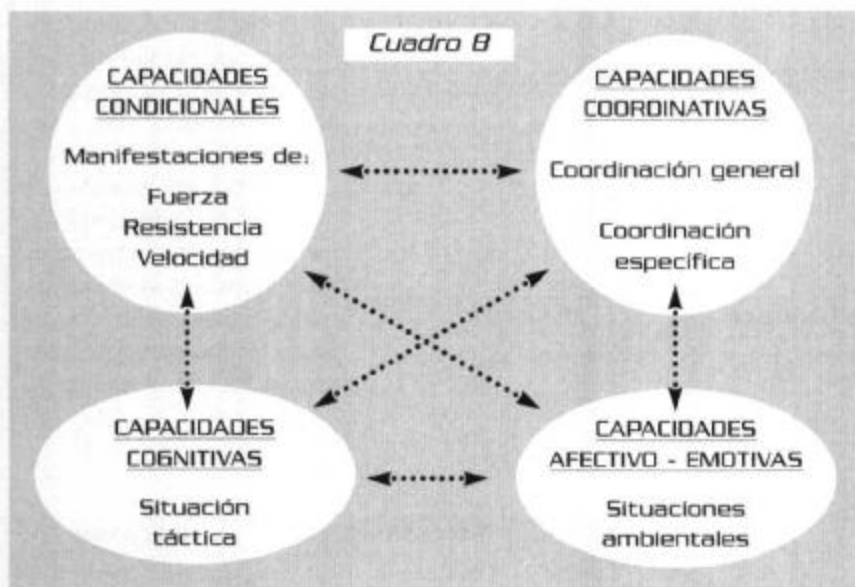 Cuadro 8
CAPACIDADES
CONDICIONALES
Manifestaciones de:
Fuerza
Resistencia
Velocidad
CAPACIDADES
COORDINATIVAS
Coordinación general
Coordinación
específica
CAPACIDADES
COGNITIVAS
Situación
táctica
CAPACIDADES
AFECTIVO - EMOTIVAS
Situaciones
ambientales